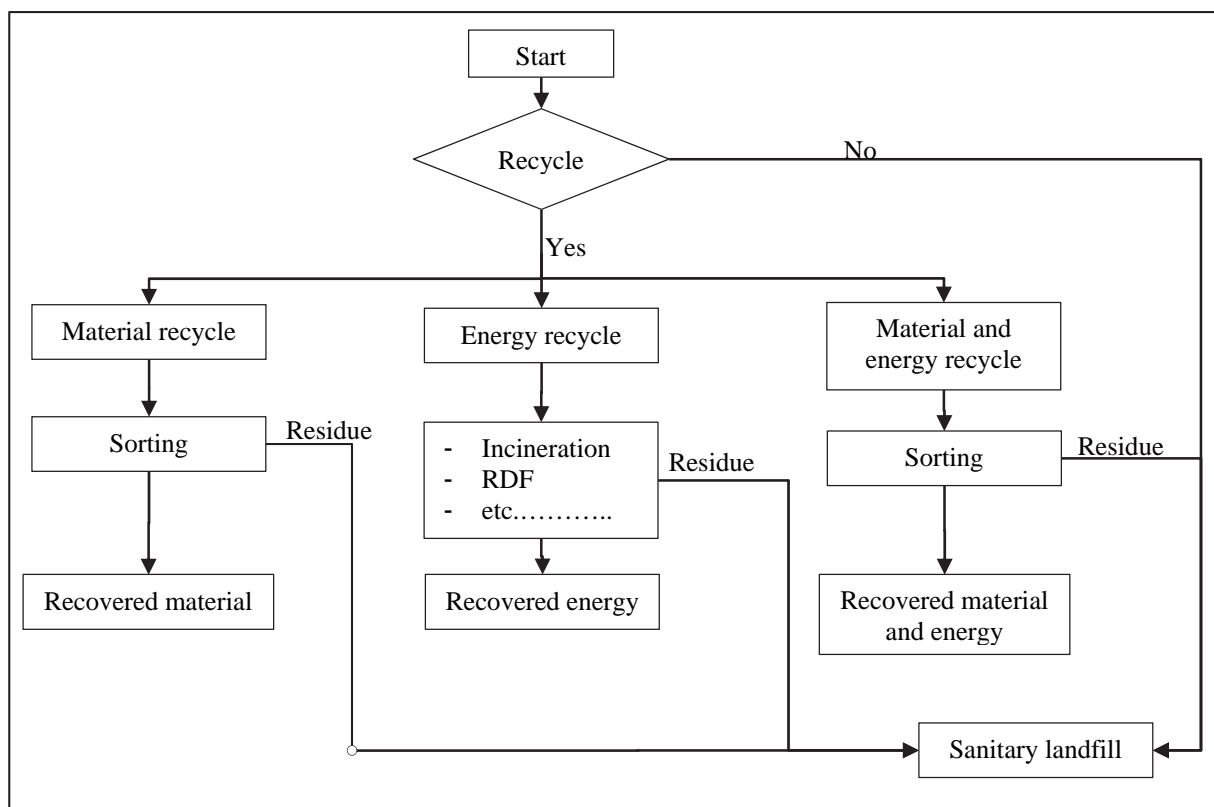 Start
Recycle
No
Yes
Material recycle
Energy recycle
Material and
energy recycle
Sorting
Residue
- Incineration
- RDF
- etc………….
Residue
Sorting
Residue
Recovered material
Recovered energy
Recovered material
and energy
Sanitary landfill